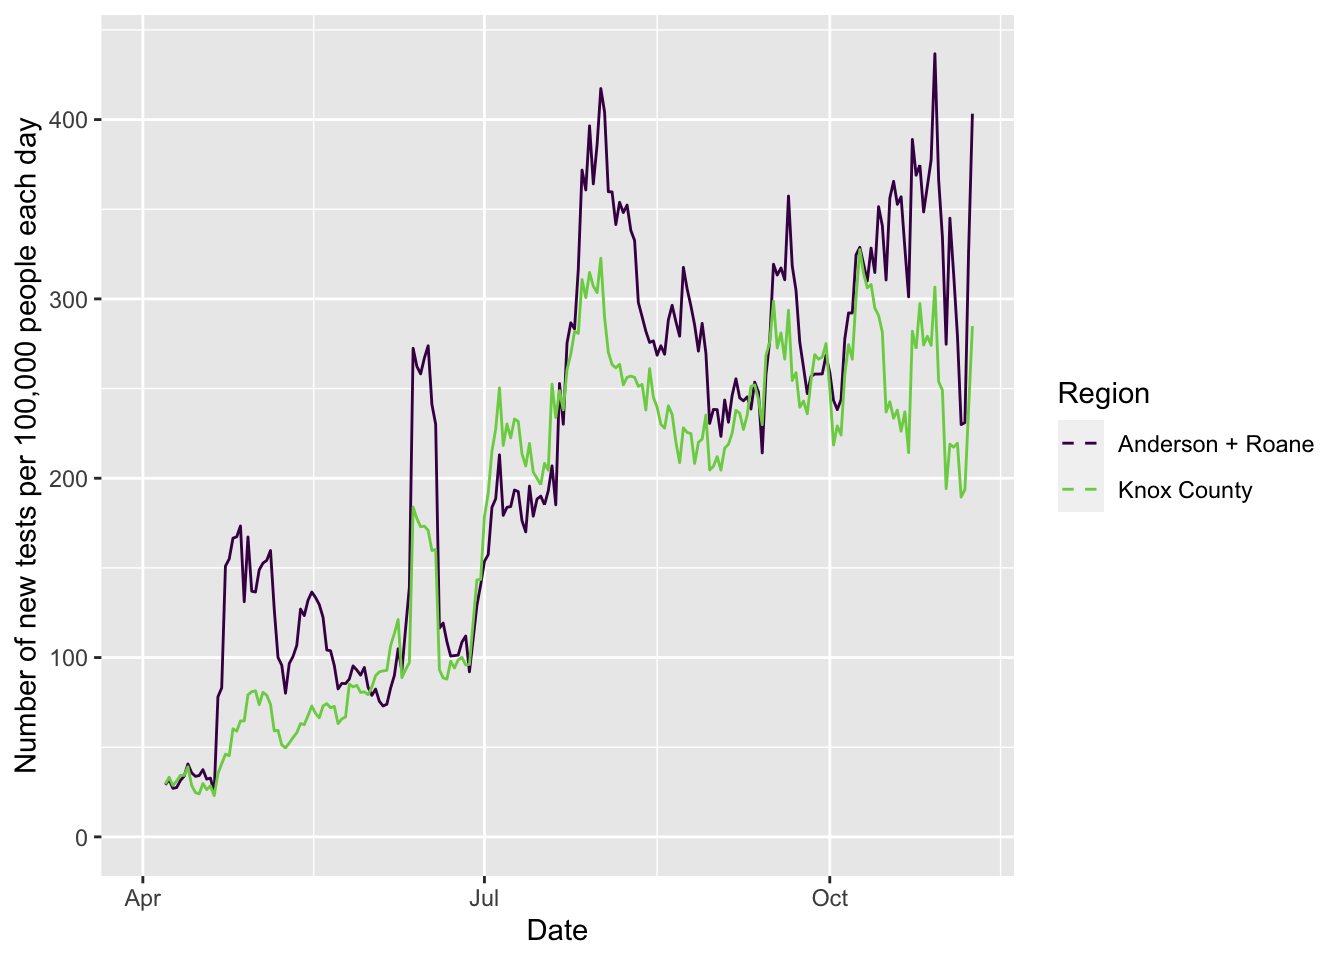 Number of new tests per 100,000 people each day
400
300
200
100
0
Apr
Jul
Oct
Date
Region
Anderson + Roane
Knox County